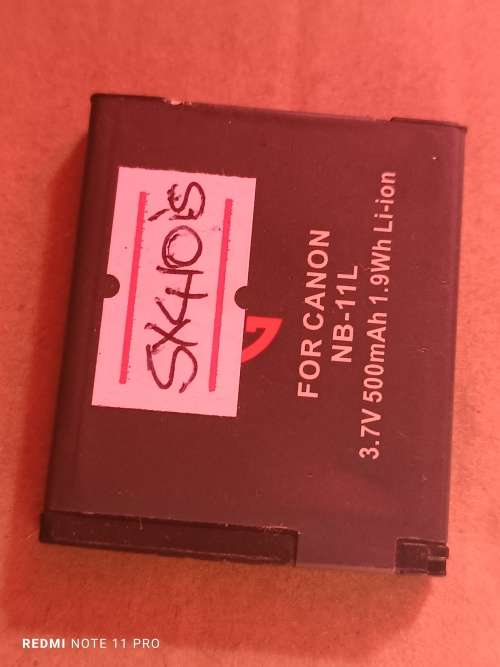 SX410is
FOR CANON
NB-11L
3.7V 500mAh 1.9Wh Li-ion
REDMI NOTE 11 PRO